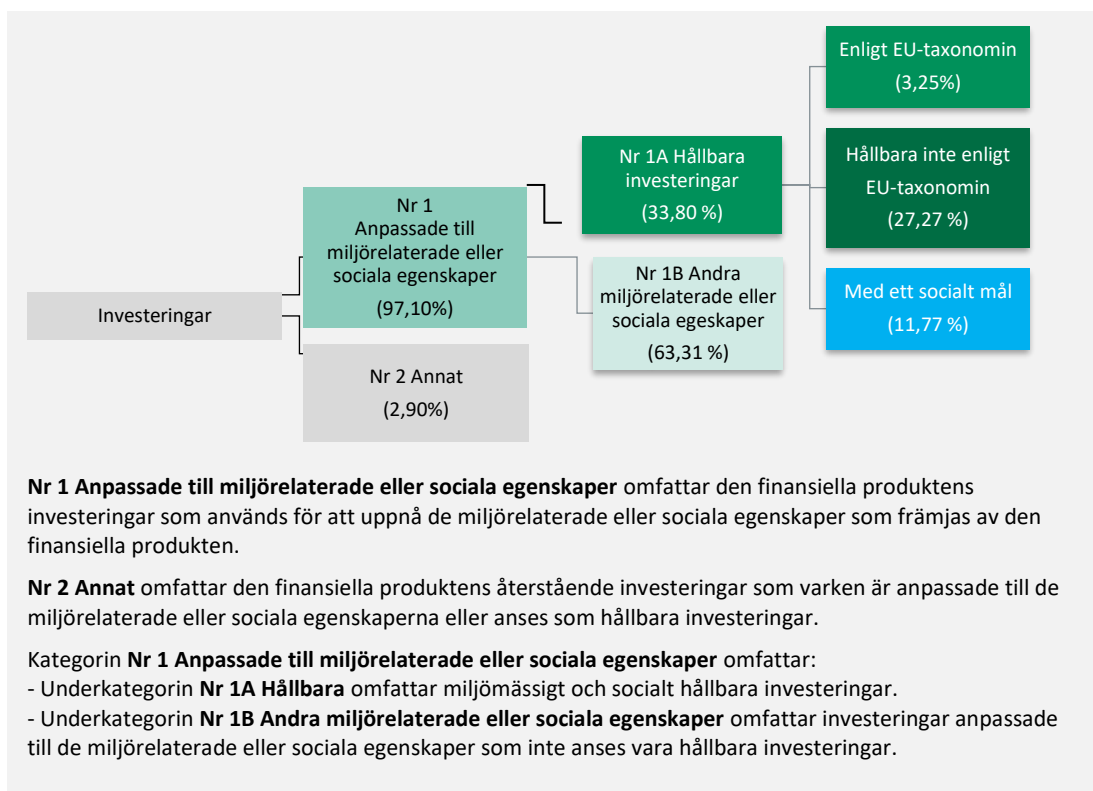 Investeringar
Nr 1
Anpassade till
miljörelaterade eller
sociala egenskaper
(97,10%)
Nr 2 Annat
(2,90%)
Nr 1A Hållbara
investeringar
(33,80 %)
Nr 1B Andra
miljörelaterade eller
sociala egeskaper
(63,31 %)
Enligt EU-taxonomin
(3,25%)
Hållbara inte enligt
EU-taxonomin
(27,27 %)
Med ett socialt mål
(11,77 %)
Nr 1 Anpassade till miljörelaterade eller sociala egenskaper omfattar den finansiella produktens
investeringar som används för att uppnå de miljörelaterade eller sociala egenskaper som främjas av den
finansiella produkten.
Nr 2 Annat omfattar den finansiella produktens återstående investeringar som varken är anpassade till de
miljörelaterade eller sociala egenskaperna eller anses som hållbara investeringar.
Kategorin Nr 1 Anpassade till miljörelaterade eller sociala egenskaper omfattar:
- Underkategorin Nr 1A Hållbara omfattar miljömässigt och socialt hållbara investeringar.
- Underkategorin Nr 1B Andra miljörelaterade eller sociala egenskaper omfattar investeringar anpassade
till de miljörelaterade eller sociala egenskaper som inte anses vara hållbara investeringar.